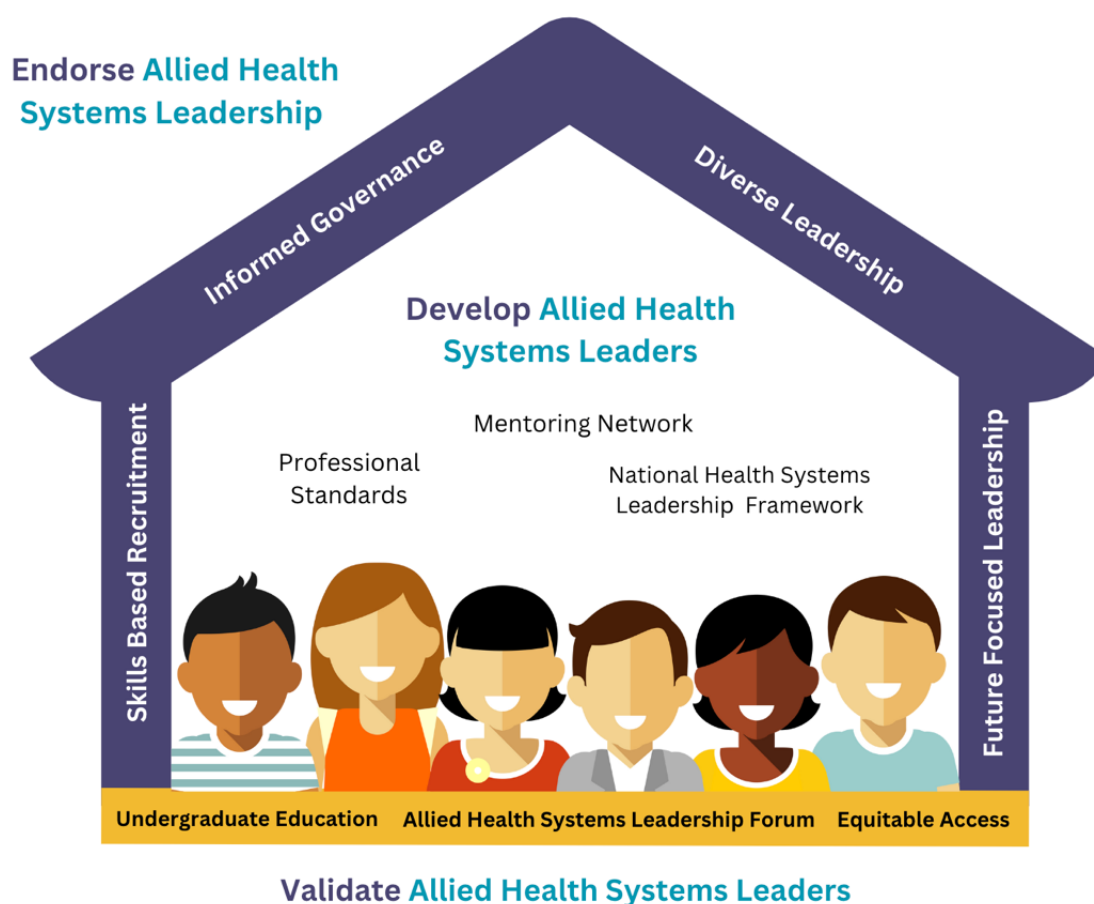 Endorse Allied Health
Systems Leadership
Informed Governance
Diverse Leadership
Develop Allied Health
Systems Leaders
Mentoring Network
Professional
Standards
National Health Systems
Leadership Framework
Skills Based Recruitment
Future Focused Leadership
Undergraduate Education
Allied Health Systems Leadership Forum
Equitable Access
Validate Allied Health Systems Leaders